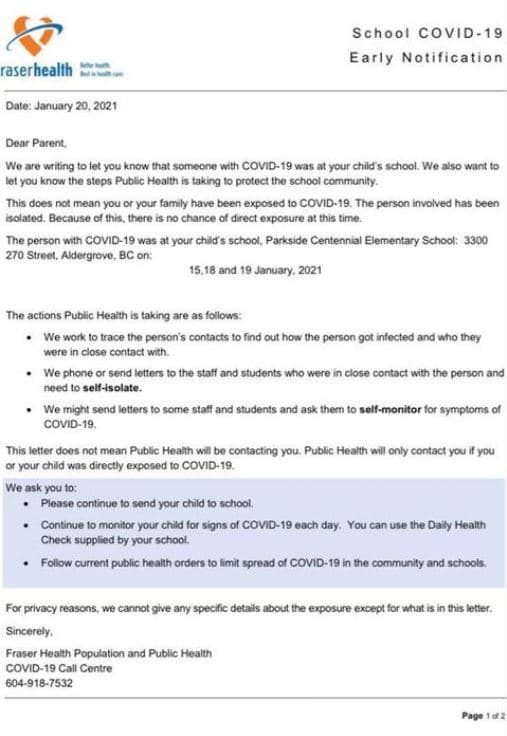 School COVID-19
Early Notification
raserhealth
Better health
Best in health care
Date: January 20, 2021
Dear Parent,
We are writing to let you know that someone with COVID-19 was at your child's school. We also want to
let you know the steps Public Health is taking to protect the school community.
This does not mean you or your family have been exposed to COVID-19. The person involved has been
isolated. Because of this, there is no chance of direct exposure at this time.
The person with COVID-19 was at your child's school, Parkside Centennial Elementary School: 3300
270 Street, Aldergrove, BC on:
15,18 and 19 January, 2021
The actions Public Health is taking are as follows:
• We work to trace the person's contacts to find out how the person got infected and who they
were in close contact with.
• We phone or send letters to the staff and students who were in close contact with the person and
need to self-isolate.
• We might send letters to some staff and students and ask them to self-monitor for symptoms of
COVID-19.
This letter does not mean Public Health will be contacting you. Public Health will only contact you if you
or your child was directly exposed to COVID-19.
We ask you to:
• Please continue to send your child to school.
• Continue to monitor your child for signs of COVID-19 each day. You can use the Daily Health
Check supplied by your school.
• Follow current public health orders to limit spread of COVID-19 in the community and schools.
For privacy reasons, we cannot give any specific details about the exposure except for what is in this letter.
Sincerely,
Fraser Health Population and Public Health
COVID-19 Call Centre
604-918-7532
Page 1 of 2